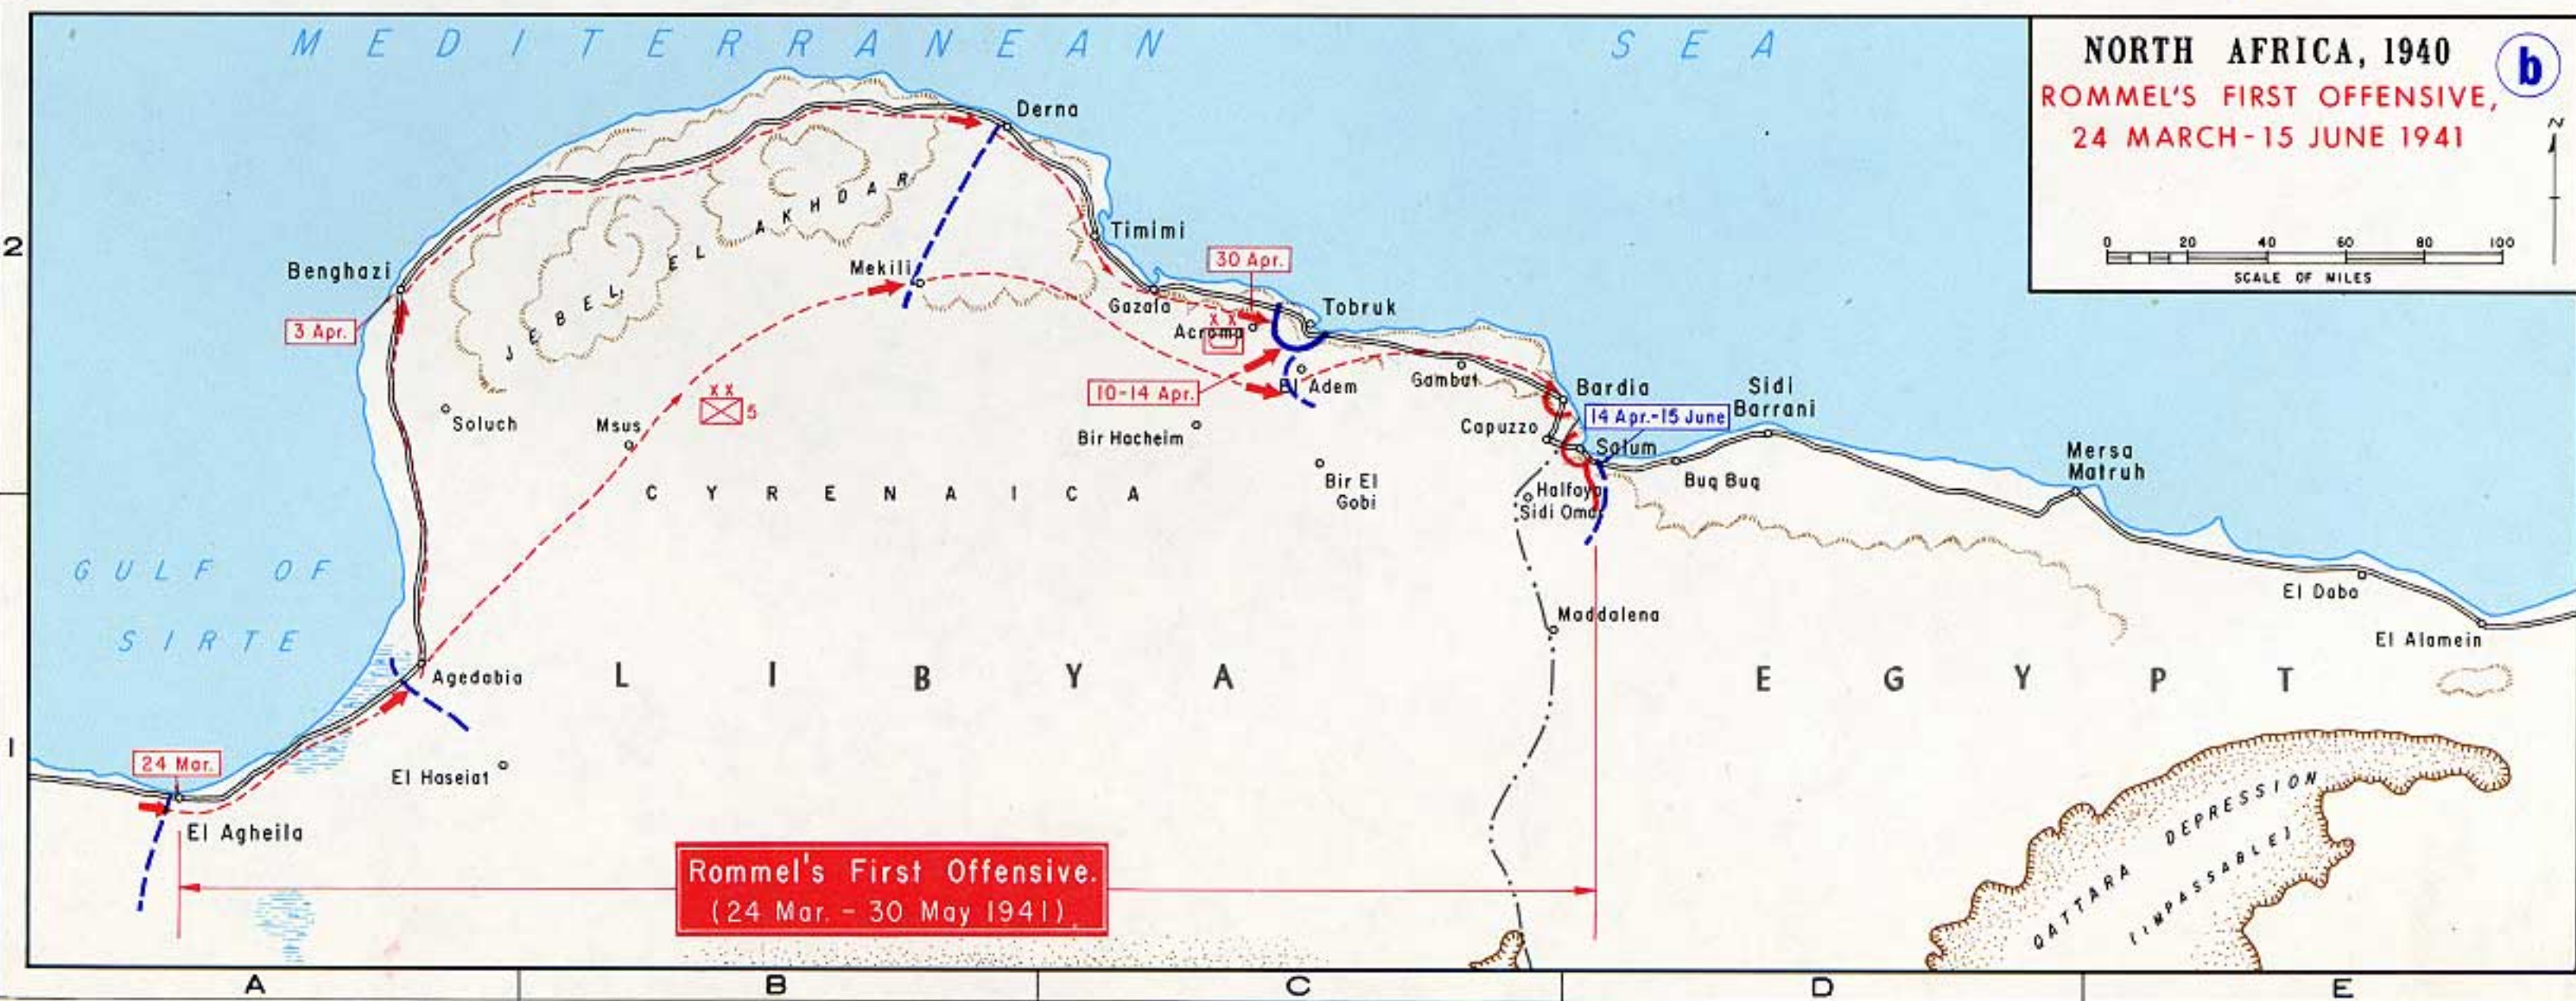 MEDITERRANEAN SEA
NORTH AFRICA, 1940
b
ROMMEL'S FIRST OFFENSIVE,
24 MARCH-15 JUNE 1941
N
0 20 40 60 80 100
SCALE OF MILES
Derna
Timimi
Benghazi
Mekili
JEBEL EL AKHDAR
30 Apr.
3 Apr.
Gazala
Tobruk
Acroma
X X
10-14 Apr.
El Adem
Gambut
Bardia
Sidi
Barrani
14 Apr.-15 June
Soluch
Msus
X X
5
Bir Hacheim
Capuzzo
Salum
Mersa
Matruh
Buq Buq
Bir El
Gobi
Halfaya
Sidi Omar
CYRENAICA
GULF OF
SIRTE
El Daba
El Alamein
Maddalena
Agedabia
LIBYA
EGYPT
El Haseiat
24 Mar.
El Agheila
Rommel's First Offensive.
(24 Mar. - 30 May 1941)
QATTARA DEPRESSION
(IMPASSABLE)
2
1
A B C D E